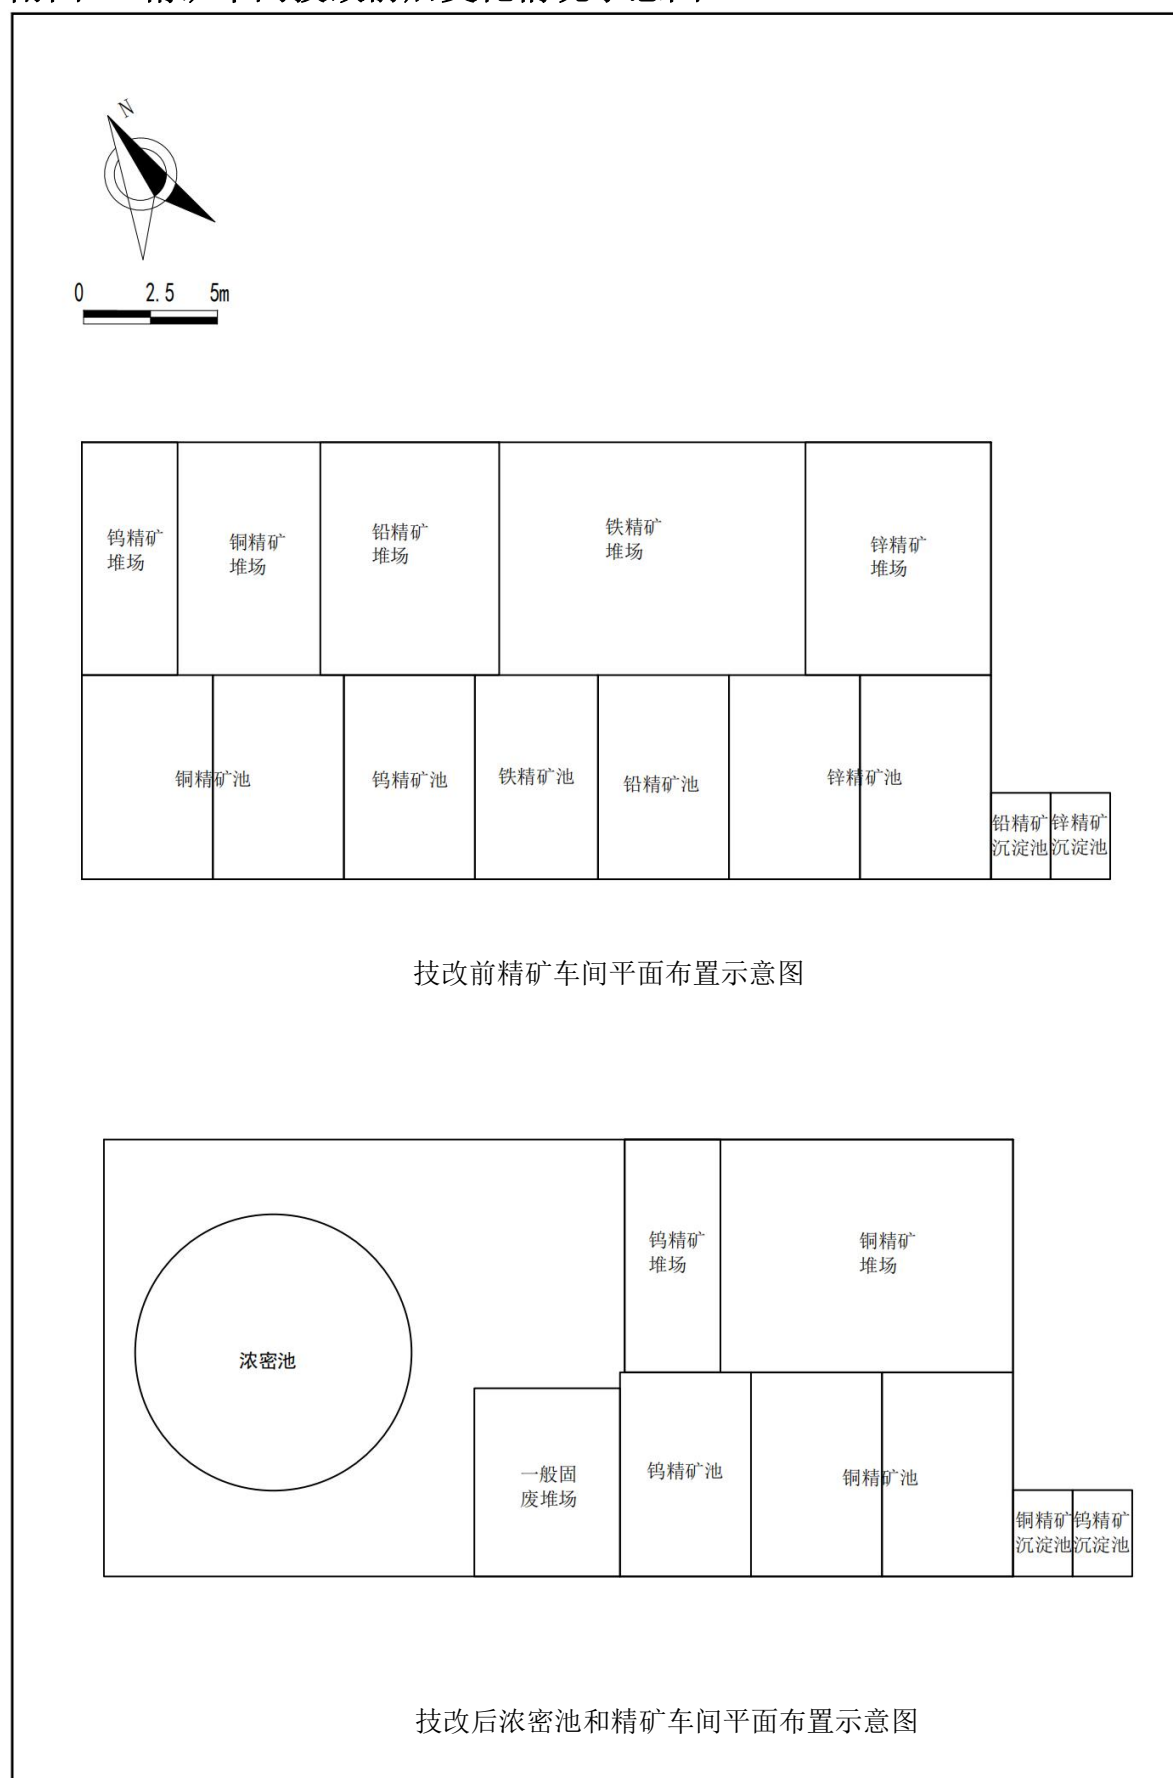 N
0 2.5 5m
钨精矿
堆场
铜精矿
堆场
铅精矿
堆场
铁精矿
堆场
锌精矿
堆场
铜精矿池
钨精矿池
铁精矿池
铅精矿池
锌精矿池
铅精矿
沉淀池
锌精矿
沉淀池
技改前精矿车间平面布置示意图
钨精矿
堆场
铜精矿
堆场
浓密池
一般固
废堆场
钨精矿池
铜精矿池
铜精矿
沉淀池
钨精矿
沉淀池
技改后浓密池和精矿车间平面布置示意图